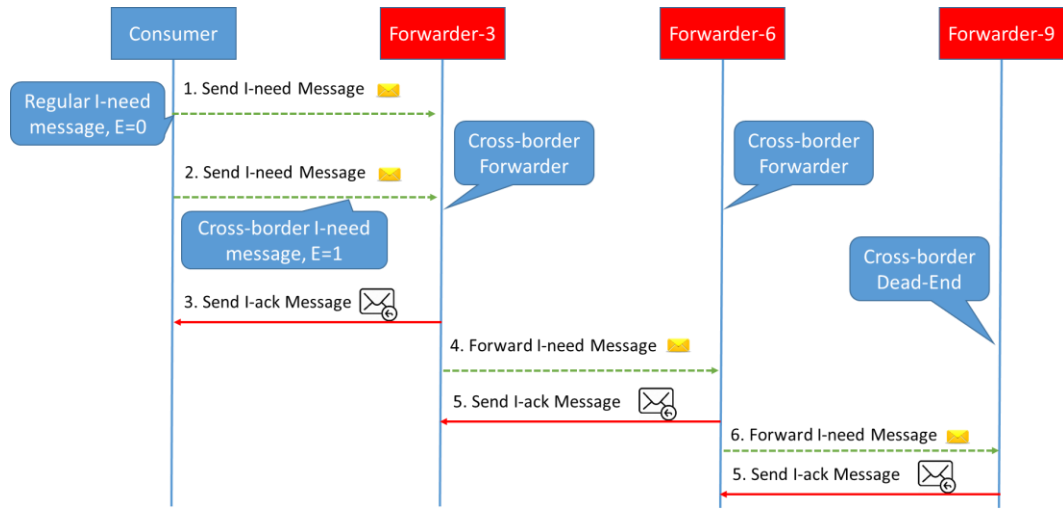 Consumer
Forwarder-3
Forwarder-6
Forwarder-9
1. Send I-need Message
Regular I-need
message, E=0
Cross-border
Forwarder
Cross-border
Forwarder
2. Send I-need Message
Cross-border I-need
message, E=1
Cross-border
Dead-End
3. Send I-ack Message
4. Forward I-need Message
5. Send I-ack Message
6. Forward I-need Message
5. Send I-ack Message